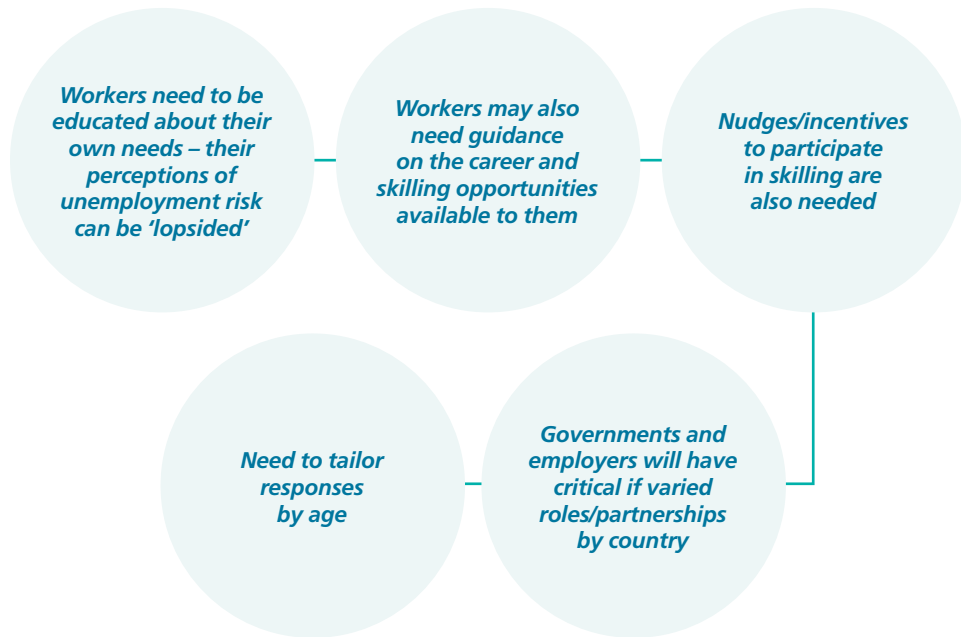 Workers need to be
educated about their
own needs – their
perceptions of
unemployment risk
can be ‘lopsided’
Workers may also
need guidance
on the career and
skilling opportunities
available to them
Nudges/incentives
to participate
in skilling are
also needed
Governments and
employers will have
critical if varied
roles/partnerships
by country
Need to tailor
responses
by age